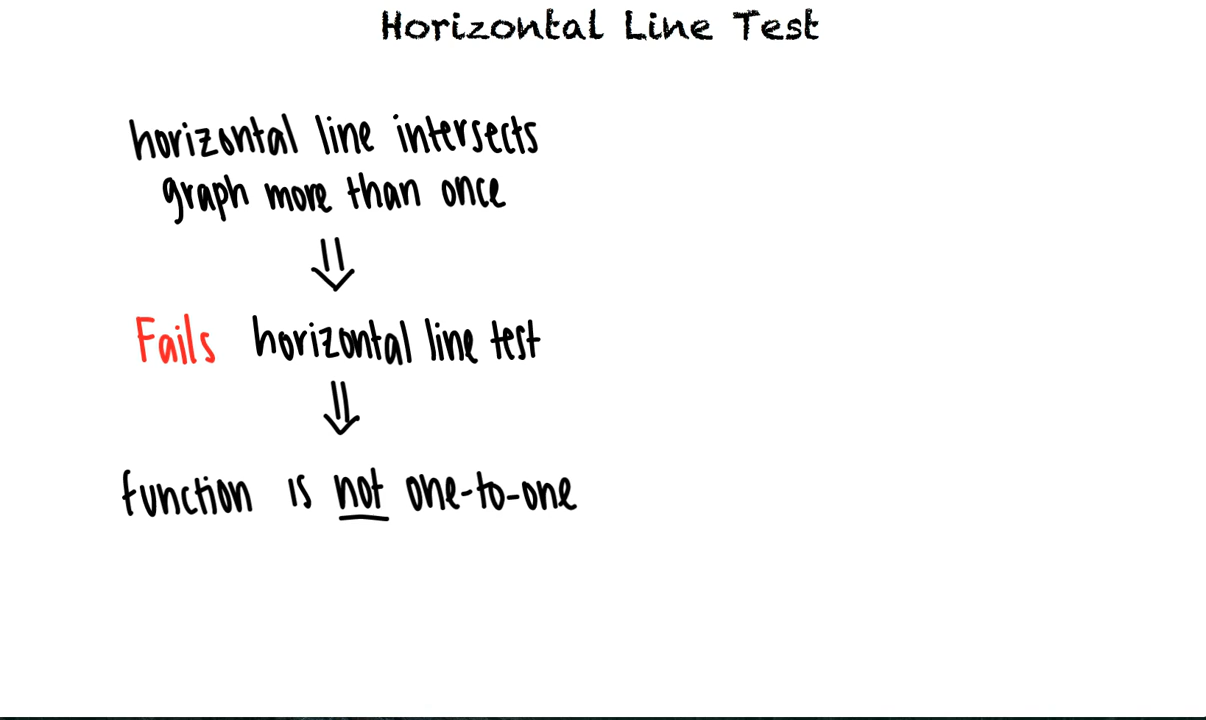 Horizontal Line Test
horizontal line intersects
graph more than once
⇓
Fails horizontal line test
⇓
function is not one-to-one